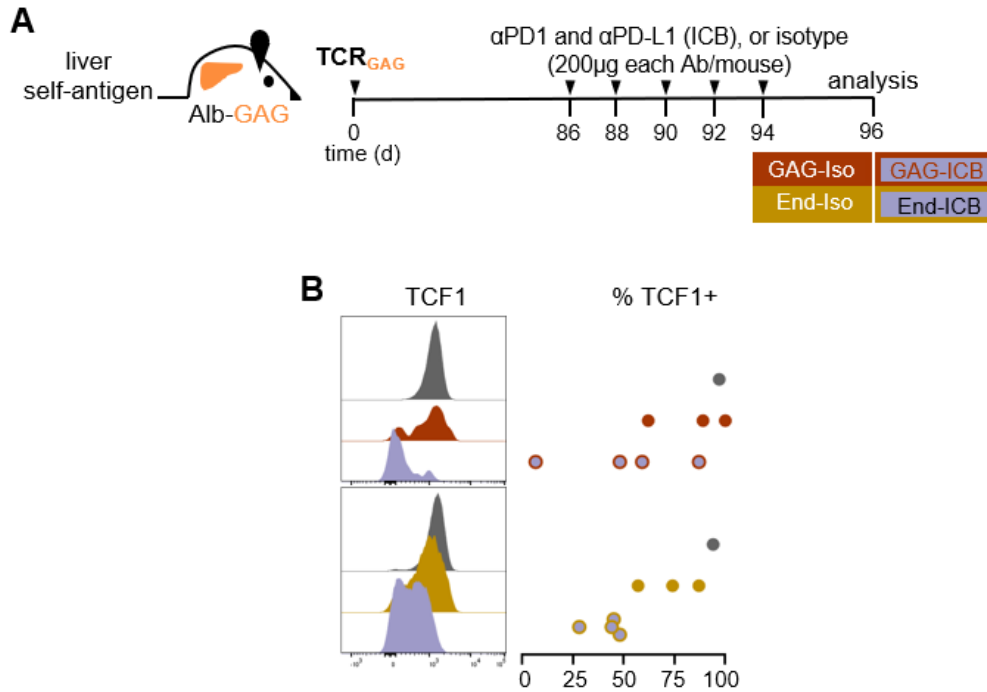 A
liver
self-antigen
Alb-GAG
TCRGAG
αPD1 and αPD-L1 (ICB), or isotype
(200μg each Ab/mouse)
analysis
0
86
88
90
92
94
96
time (d)
GAG-Iso
GAG-ICB
End-Iso
End-ICB
B
TCF1
% TCF1+
0
25
50
75
100